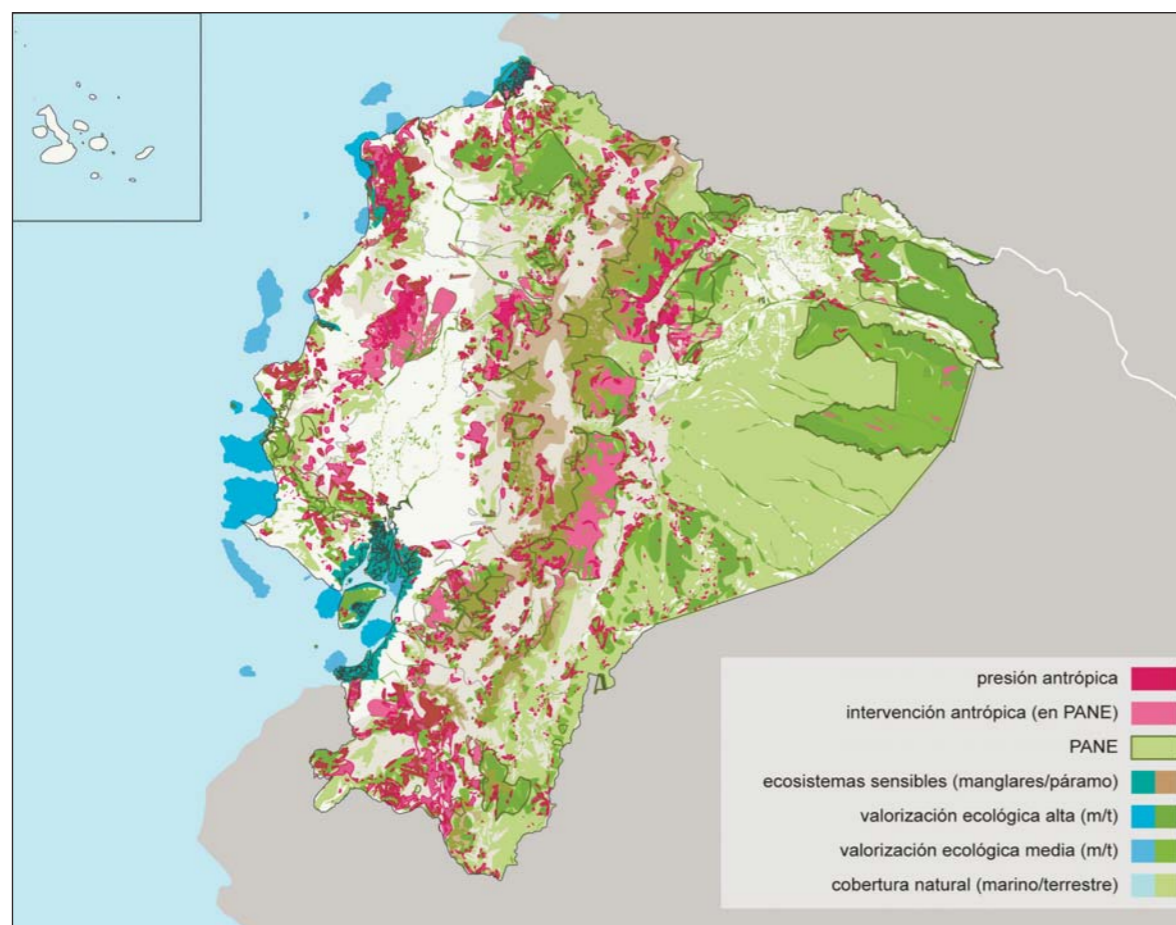 presión antrópica
intervención antrópica (en PANE)
PANE
ecosistemas sensibles (manglares/páramo)
valorización ecológica alta (m/t)
valorización ecológica media (m/t)
cobertura natural (marino/terrestre)